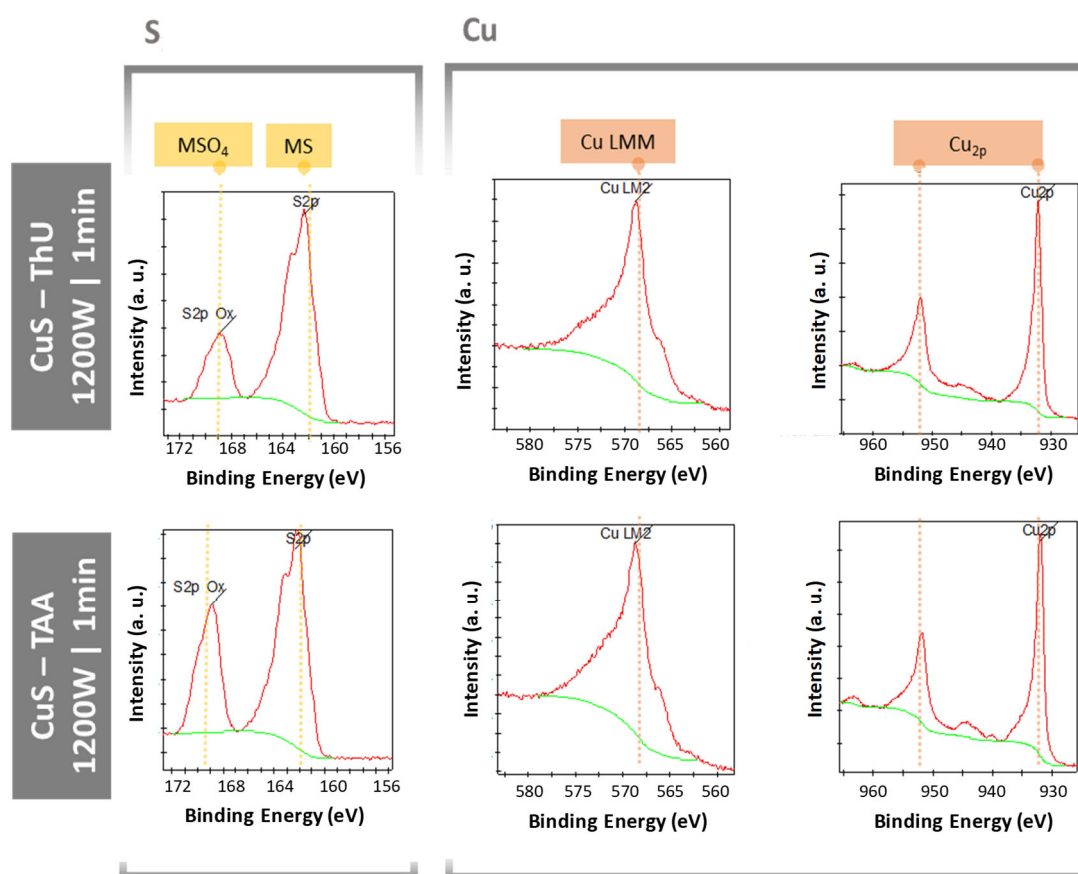 S
Cu
MSO₄
MS
Cu LMM
Cu₂ₚ
CuS – ThU
1200W | 1min
Intensity (a. u.)
S2p Ox
S2p
172 168 164 160 156
Binding Energy (eV)
Intensity (a. u.)
Cu LM2
580 575 570 565 560
Binding Energy (eV)
Intensity (a. u.)
Cu2p
960 950 940 930
Binding Energy (eV)
CuS – TAA
1200W | 1min
Intensity (a. u.)
S2p Ox
S2p
172 168 164 160 156
Binding Energy (eV)
Intensity (a. u.)
Cu LM2
580 575 570 565 560
Binding Energy (eV)
Intensity (a. u.)
Cu2p
960 950 940 930
Binding Energy (eV)